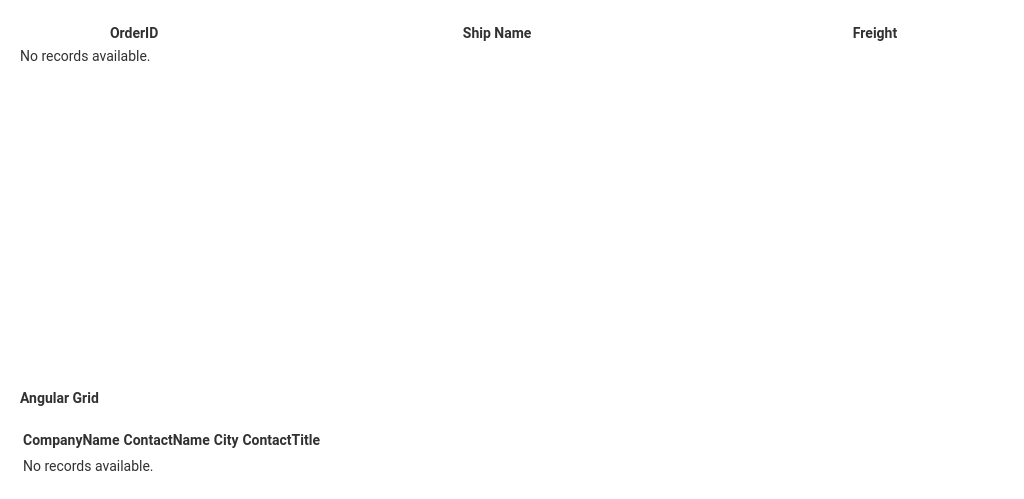 OrderID Ship Name Freight
No records available.
Angular Grid
CompanyName ContactName City ContactTitle
No records available.